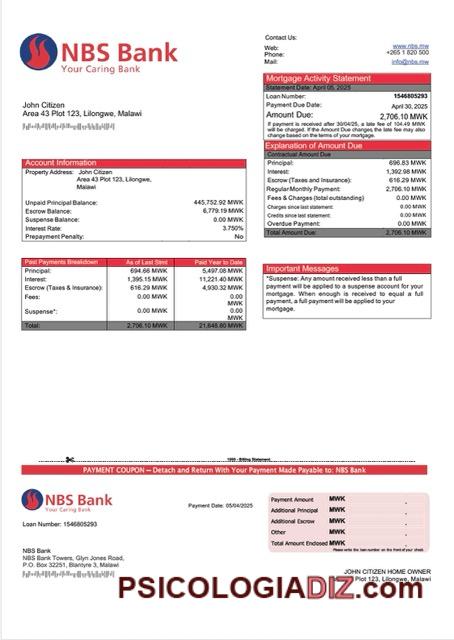 NBS Bank
Your Caring Bank
Contact Us:
Web: www.nbs.mw
Phone: +265 1 820 500
Mail: info@nbs.mw
Mortgage Activity Statement
Statement Date: April 05, 2025
Loan Number: 1546805293
Payment Due Date: April 30, 2025
Amount Due: 2,706.10 MWK
If payment is received after 30/04/25, a late fee of 104.49 MWK
will be charged. If the Amount Due changes, the late fee may also
change based on the terms of your mortgage.
John Citizen
Area 43 Plot 123, Lilongwe, Malawi
Explanation of Amount Due
Contractual Amount Due
Principal: 696.83 MWK
Interest: 1,392.98 MWK
Escrow (Taxes and Insurance): 616.29 MWK
Regular Monthly Payment: 2,706.10 MWK
Fees & Charges (total outstanding) 0.00 MWK
Charges since last statement: 0.00 MWK
Credits since last statement: 0.00 MWK
Overdue Payment: 0.00 MWK
Total Amount Due: 2,706.10 MWK
Account Information
Property Address: John Citizen
Area 43 Plot 123, Lilongwe,
Malawi
Unpaid Principal Balance: 445,752.92 MWK
Escrow Balance: 6,779.19 MWK
Suspense Balance: 0.00 MWK
Interest Rate: 3.750%
Prepayment Penalty: No
Past Payments Breakdown As of Last Stmt Paid Year to Date
Principal: 694.66 MWK 5,497.08 MWK
Interest: 1,395.15 MWK 11,221.40 MWK
Escrow (Taxes & Insurance): 616.29 MWK 4,930.32 MWK
Fees: 0.00 MWK 0.00
MWK
Suspense*: 0.00 MWK 0.00
MWK
Total: 2,706.10 MWK 21,648.80 MWK
Important Messages
*Suspense: Any amount received less than a full
payment will be applied to a suspense account for your
mortgage. When enough is received to equal a full
payment, a full payment will be applied to your
mortgage.
Billing Statement
PAYMENT COUPON – Detach and Return With Your Payment Made Payable to: NBS Bank
NBS Bank
Your Caring Bank
Payment Date: 05/04/2025
Loan Number: 1546805293
Payment Amount MWK .
Additional Principal MWK .
Additional Escrow MWK .
Other MWK .
Total Amount Enclosed MWK .
Please write the loan number on the front of your check.
NBS Bank
NBS Bank Towers, Glyn Jones Road,
P.O. Box 32251, Blantyre 3, Malawi
JOHN CITIZEN HOME OWNER
Plot 123, Lilongwe, Malawi
PSICOLOGIADIZ.com